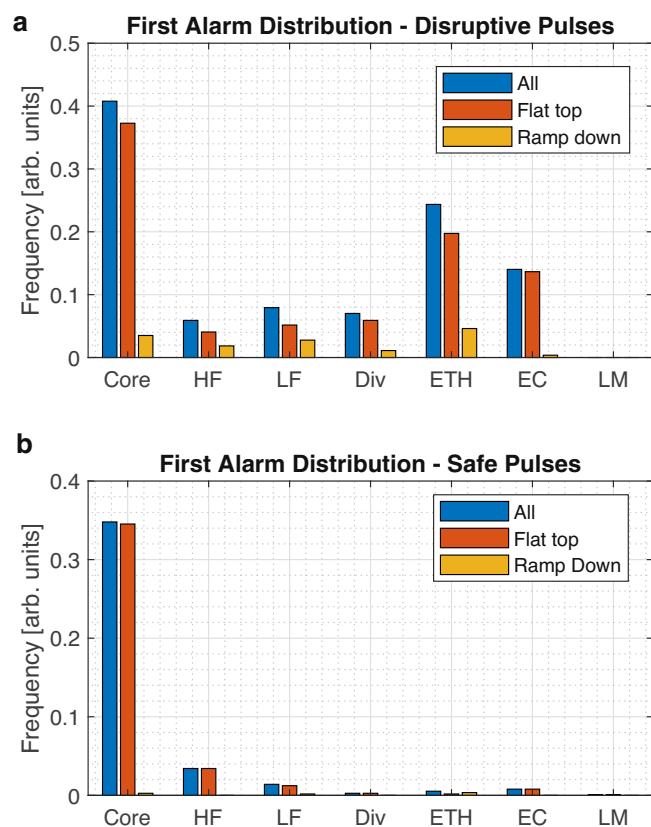 a
First Alarm Distribution - Disruptive Pulses
0.5
0.4
0.3
0.2
0.1
0
Frequency [arb. units]
All
Flat top
Ramp down
Core HF LF Div ETH EC LM
b
First Alarm Distribution - Safe Pulses
0.4
0.3
0.2
0.1
0
Frequency [arb. units]
All
Flat top
Ramp Down
Core HF LF Div ETH EC LM